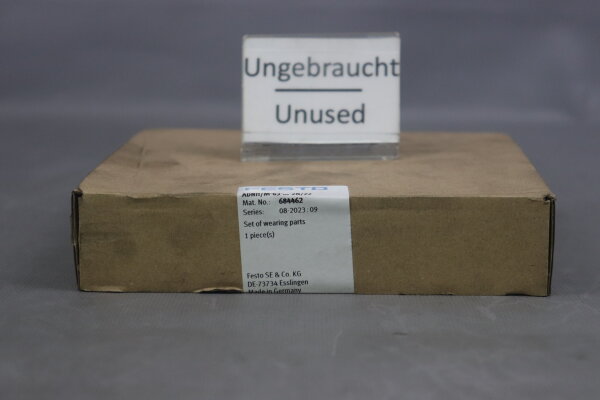 Ungebraucht
Unused
FESTO
Mat. No.: 684462
Series: 08-2023 09
Set of wearing parts
1 piece(s)
Festo SE & Co. KG
DE-73734 Esslingen
Made in Germany